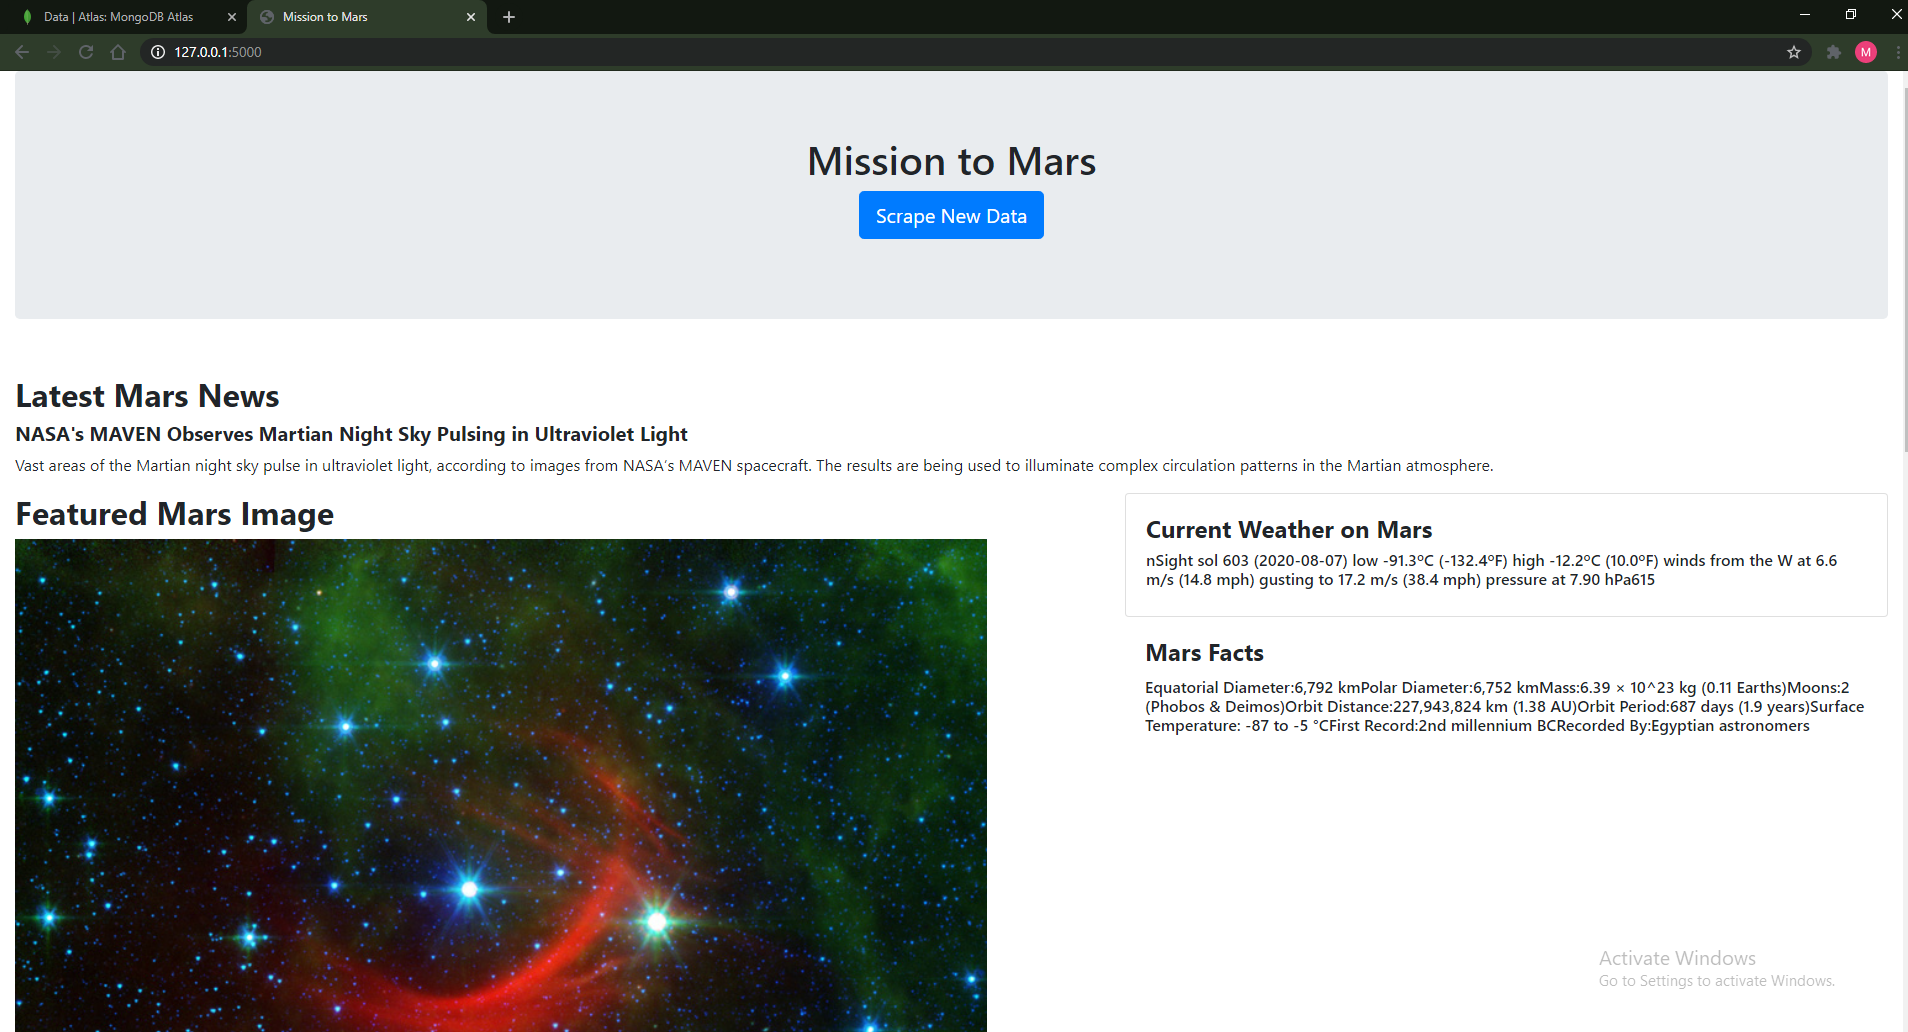 Data | Atlas: MongoDB Atlas
Mission to Mars
127.0.0.1:5000
M
Mission to Mars
Scrape New Data
Latest Mars News
NASA's MAVEN Observes Martian Night Sky Pulsing in Ultraviolet Light
Vast areas of the Martian night sky pulse in ultraviolet light, according to images from NASA’s MAVEN spacecraft. The results are being used to illuminate complex circulation patterns in the Martian atmosphere.
Featured Mars Image
Current Weather on Mars
nSight sol 603 (2020-08-07) low -91.3ºC (-132.4ºF) high -12.2ºC (10.0ºF) winds from the W at 6.6
m/s (14.8 mph) gusting to 17.2 m/s (38.4 mph) pressure at 7.90 hPa615
Mars Facts
Equatorial Diameter:6,792 kmPolar Diameter:6,752 kmMass:6.39 × 10^23 kg (0.11 Earths)Moons:2
(Phobos & Deimos)Orbit Distance:227,943,824 km (1.38 AU)Orbit Period:687 days (1.9 years)Surface
Temperature: -87 to -5 °CFirst Record:2nd millennium BCRecorded By:Egyptian astronomers
Activate Windows
Go to Settings to activate Windows.